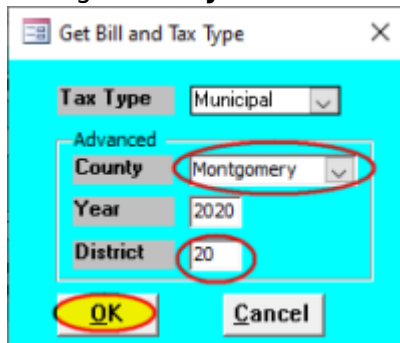 Get Bill and Tax Type
Tax Type Municipal
Advanced
County Montgomery
Year 2020
District 20
OK Cancel